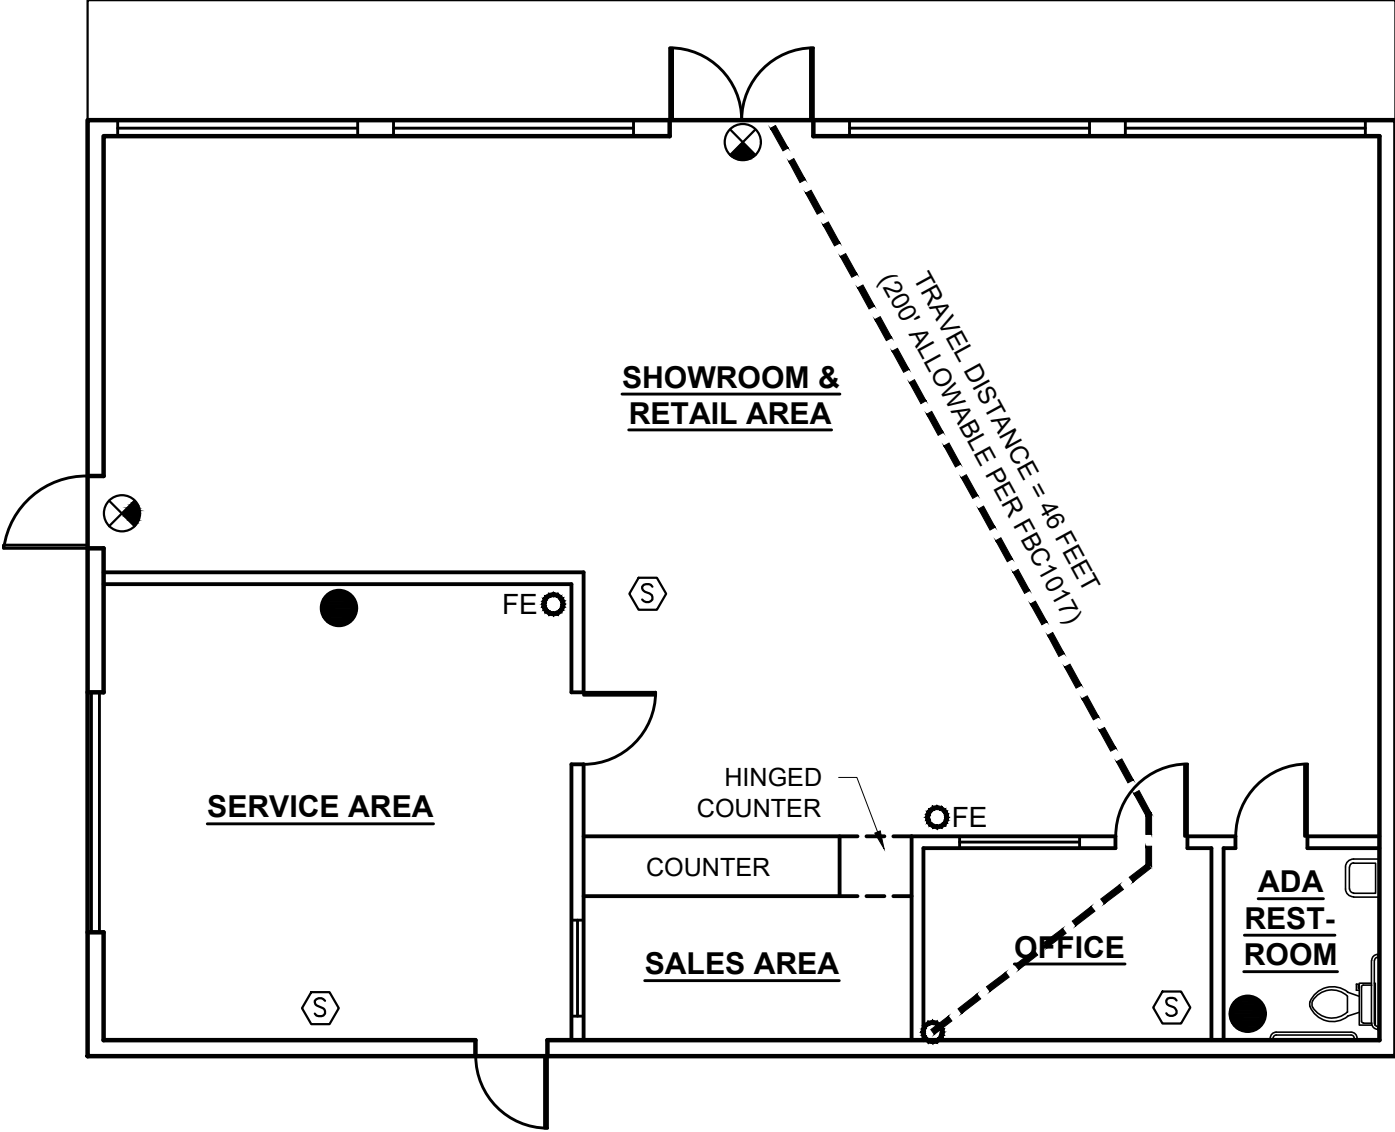 TRAVEL DISTANCE = 46 FEET
(200' ALLOWABLE PER FBC1017)
SHOWROOM &
RETAIL AREA
FE
S
SERVICE AREA
HINGED
COUNTER
FE
COUNTER
ADA
REST-
ROOM
OFFICE
SALES AREA
S
S